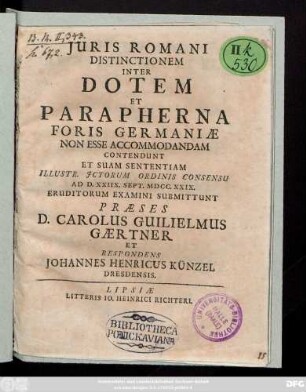 II k
530
JURIS ROMANI
DISTINCTIONEM
INTER
DOTEM
ET
PARAPHERNA
FORIS GERMANIÆ
NON ESSE ACCOMMODANDAM
CONTENDUNT
ET SUAM SENTENTIAM
ILLUSTR. JCTORUM ORDINIS CONSENSU
AD D. XXIIX. SEPT. MDCC.XXIX.
ERUDITORUM EXAMINI SUBMITTUNT
PRÆSES
D. CAROLUS GUILIELMUS
GÆRTNER
ET
RESPONDENS
JOHANNES HENRICUS KÜNZEL
DRESDENSIS.
LIPSIÆ
LITTERIS IO. HEINRICI RICHTERI.
BIBLIOTHECA
PONICKAVIANA